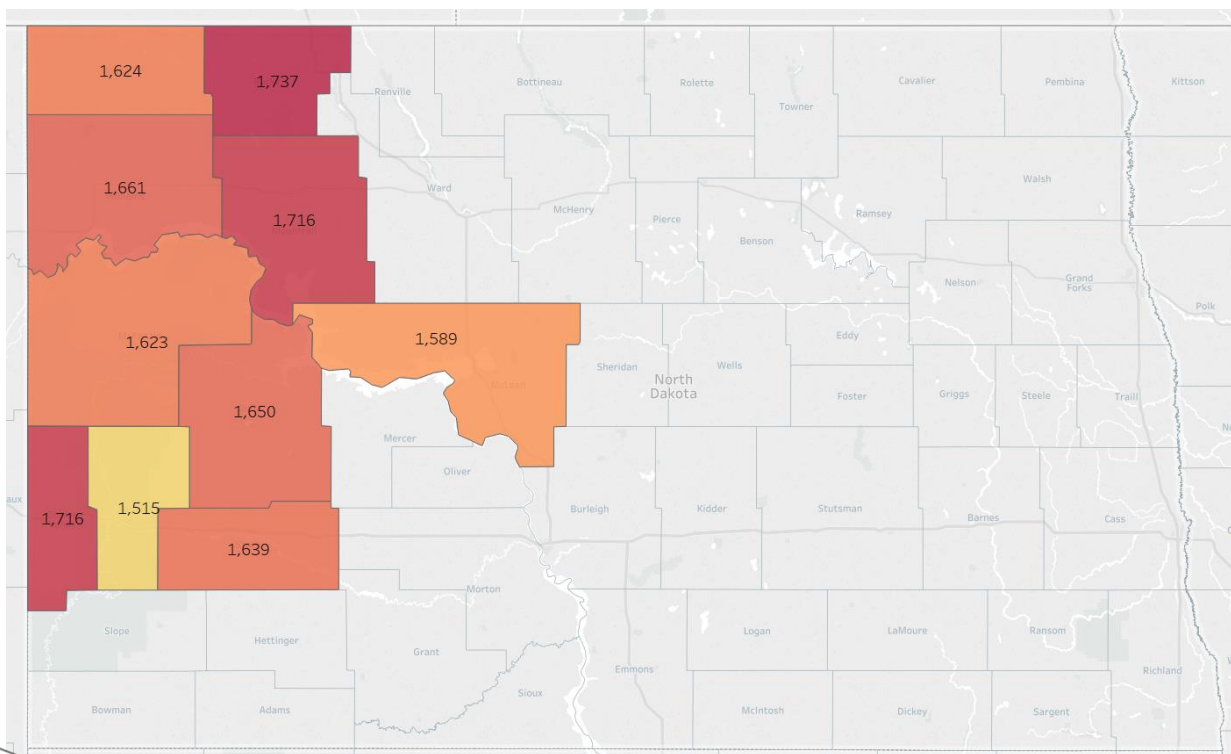 1,624
1,737
Renville
Bottineau
Rolette
Towner
Cavalier
Pembina
Kittson
1,661
Ward
1,716
McHenry
Pierce
Benson
Ramsey
Walsh
Nelson
Grand
Forks
Polk
1,623
1,589
McLean
Sheridan
North
Dakota
Wells
Eddy
Foster
Griggs
Steele
Traill
1,650
Mercer
Oliver
1,716
1,515
1,639
Burleigh
Kidder
Stutsman
Barnes
Cass
Morton
Slope
Hettinger
Grant
Sioux
Emmons
Logan
LaMoure
Ransom
Richland
Bowman
Adams
McIntosh
Dickey
Sargent